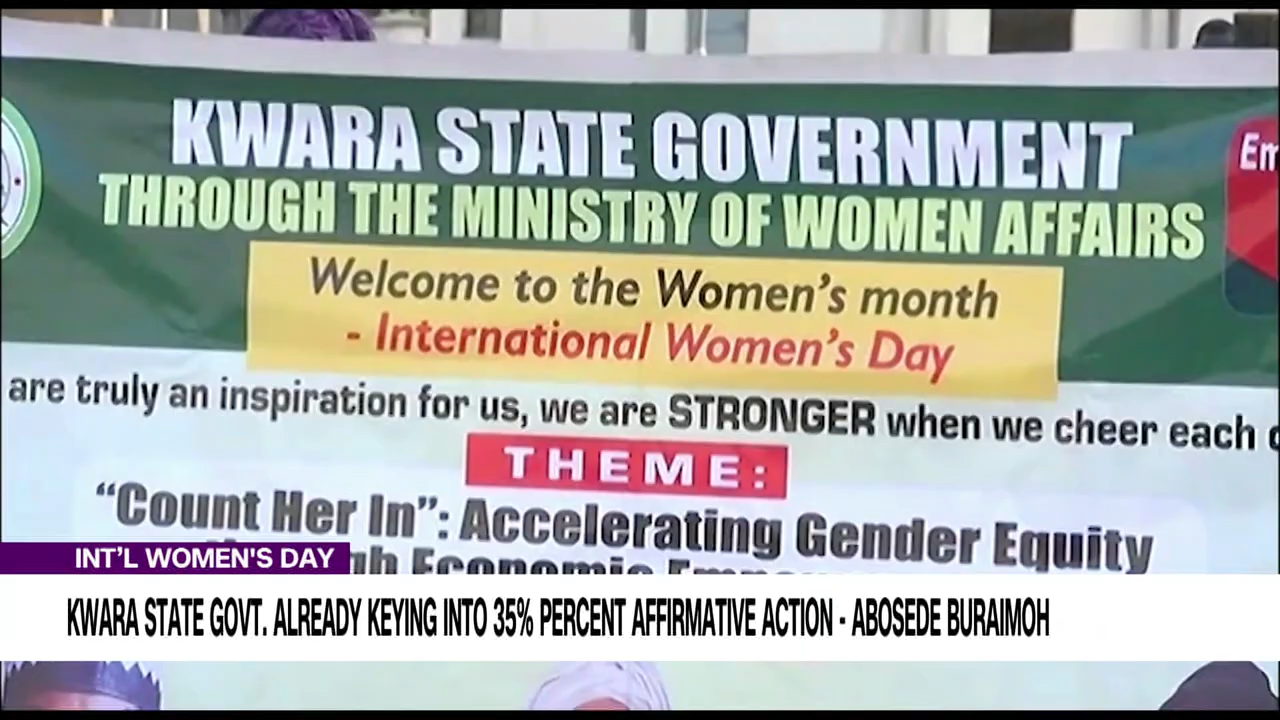 KWARA STATE GOVERNMENT
Em
THROUGH THE MINISTRY OF WOMEN AFFAIRS
Welcome to the Women's month
- International Women's Day
are truly an inspiration for us, we are STRONGER when we cheer each
THEME:
"Count Her In": Accelerating Gender Equity
INT'L WOMEN'S DAY
KWARA STATE GOVT. ALREADY KEYING INTO 35% PERCENT AFFIRMATIVE ACTION - ABOSEDE BURAIMOH